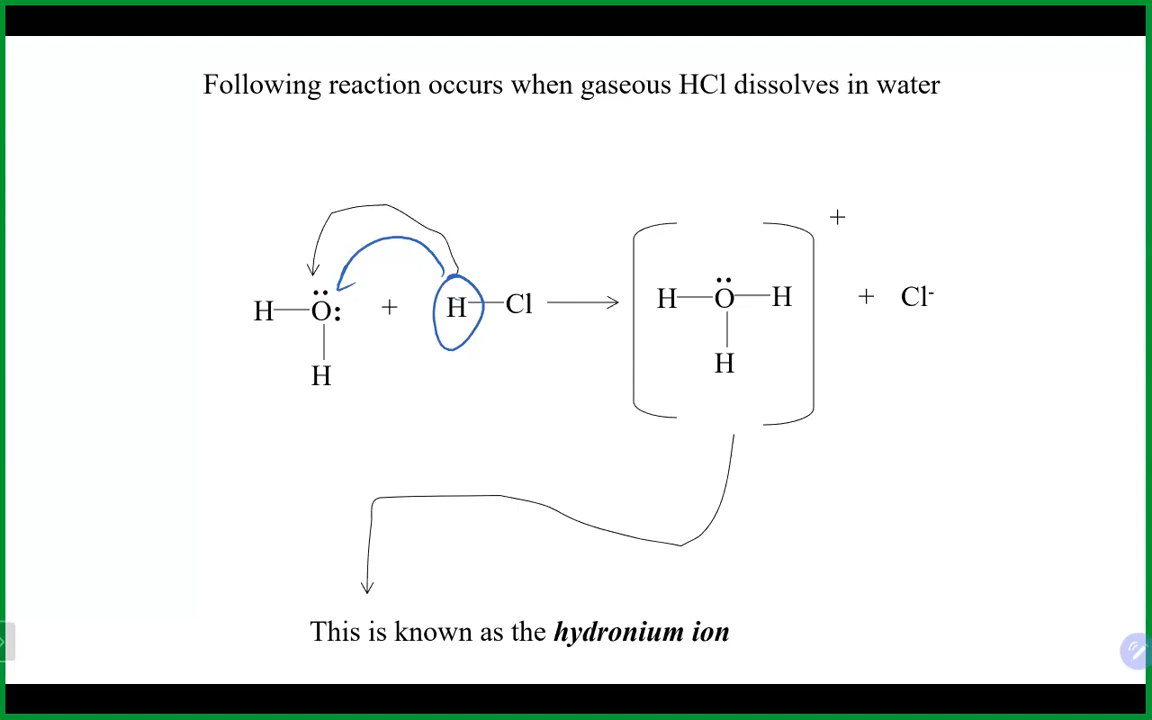 Following reaction occurs when gaseous HCl dissolves in water
+
H—Ö: + H—Cl ⟶ H—Ö—H + Cl-
H H
This is known as the hydronium ion